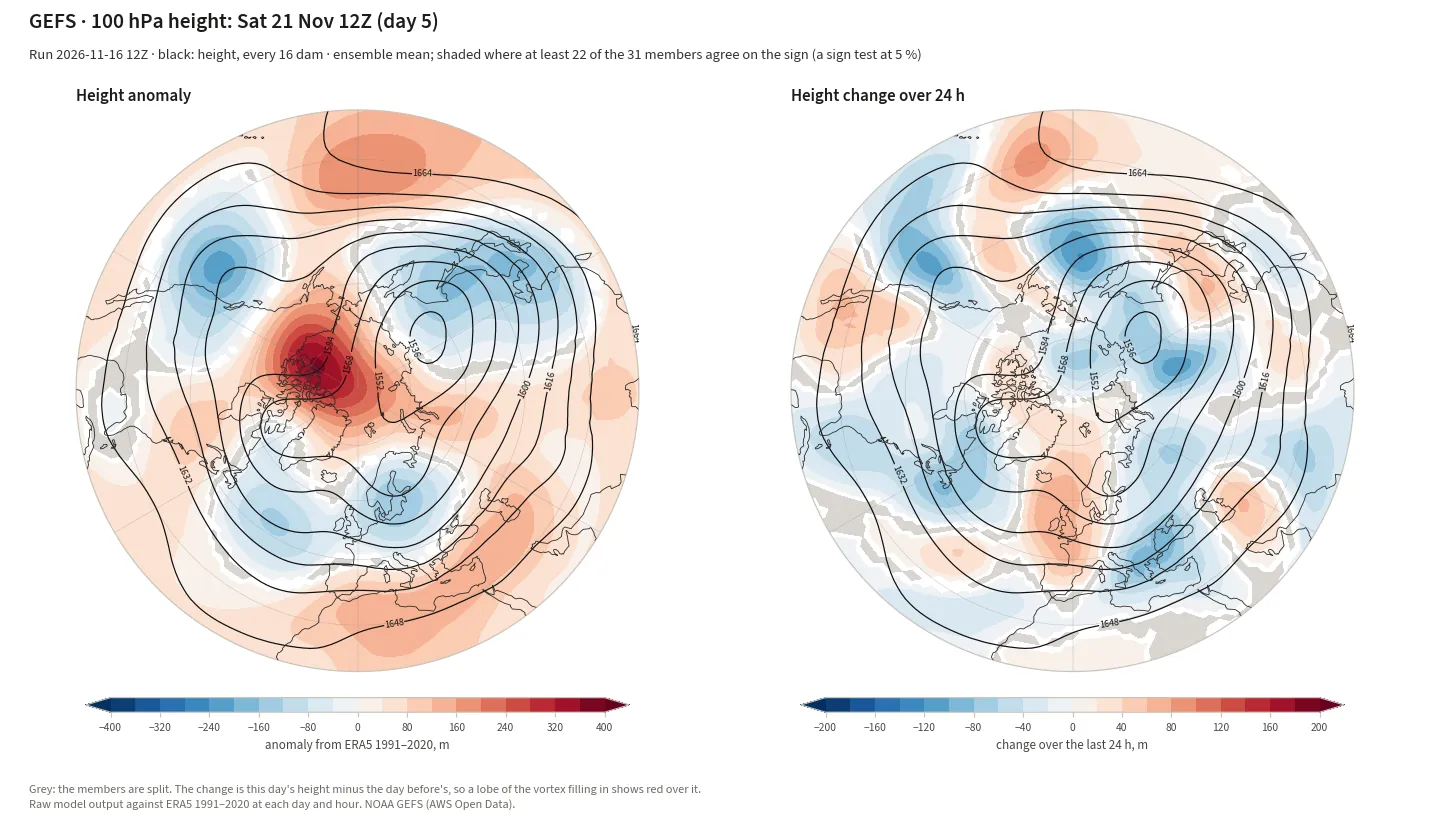 GEFS · 100 hPa height: Sat 21 Nov 12Z (day 5)
Run 2026-11-16 12Z · black: height, every 16 dam · ensemble mean; shaded where at least 22 of the 31 members agree on the sign (a sign test at 5 %)
Height anomaly
Height change over 24 h
1664
1664
1584
1568
1552
1536
1600
1616
1632
1648
1664
1664
1584
1568
1552
1536
1600
1616
1632
1648
−400 −320 −240 −160 −80 0 80 160 240 320 400
anomaly from ERA5 1991–2020, m
−200 −160 −120 −80 −40 0 40 80 120 160 200
change over the last 24 h, m
Grey: the members are split. The change is this day's height minus the day before's, so a lobe of the vortex filling in shows red over it.
Raw model output against ERA5 1991–2020 at each day and hour. NOAA GEFS (AWS Open Data).